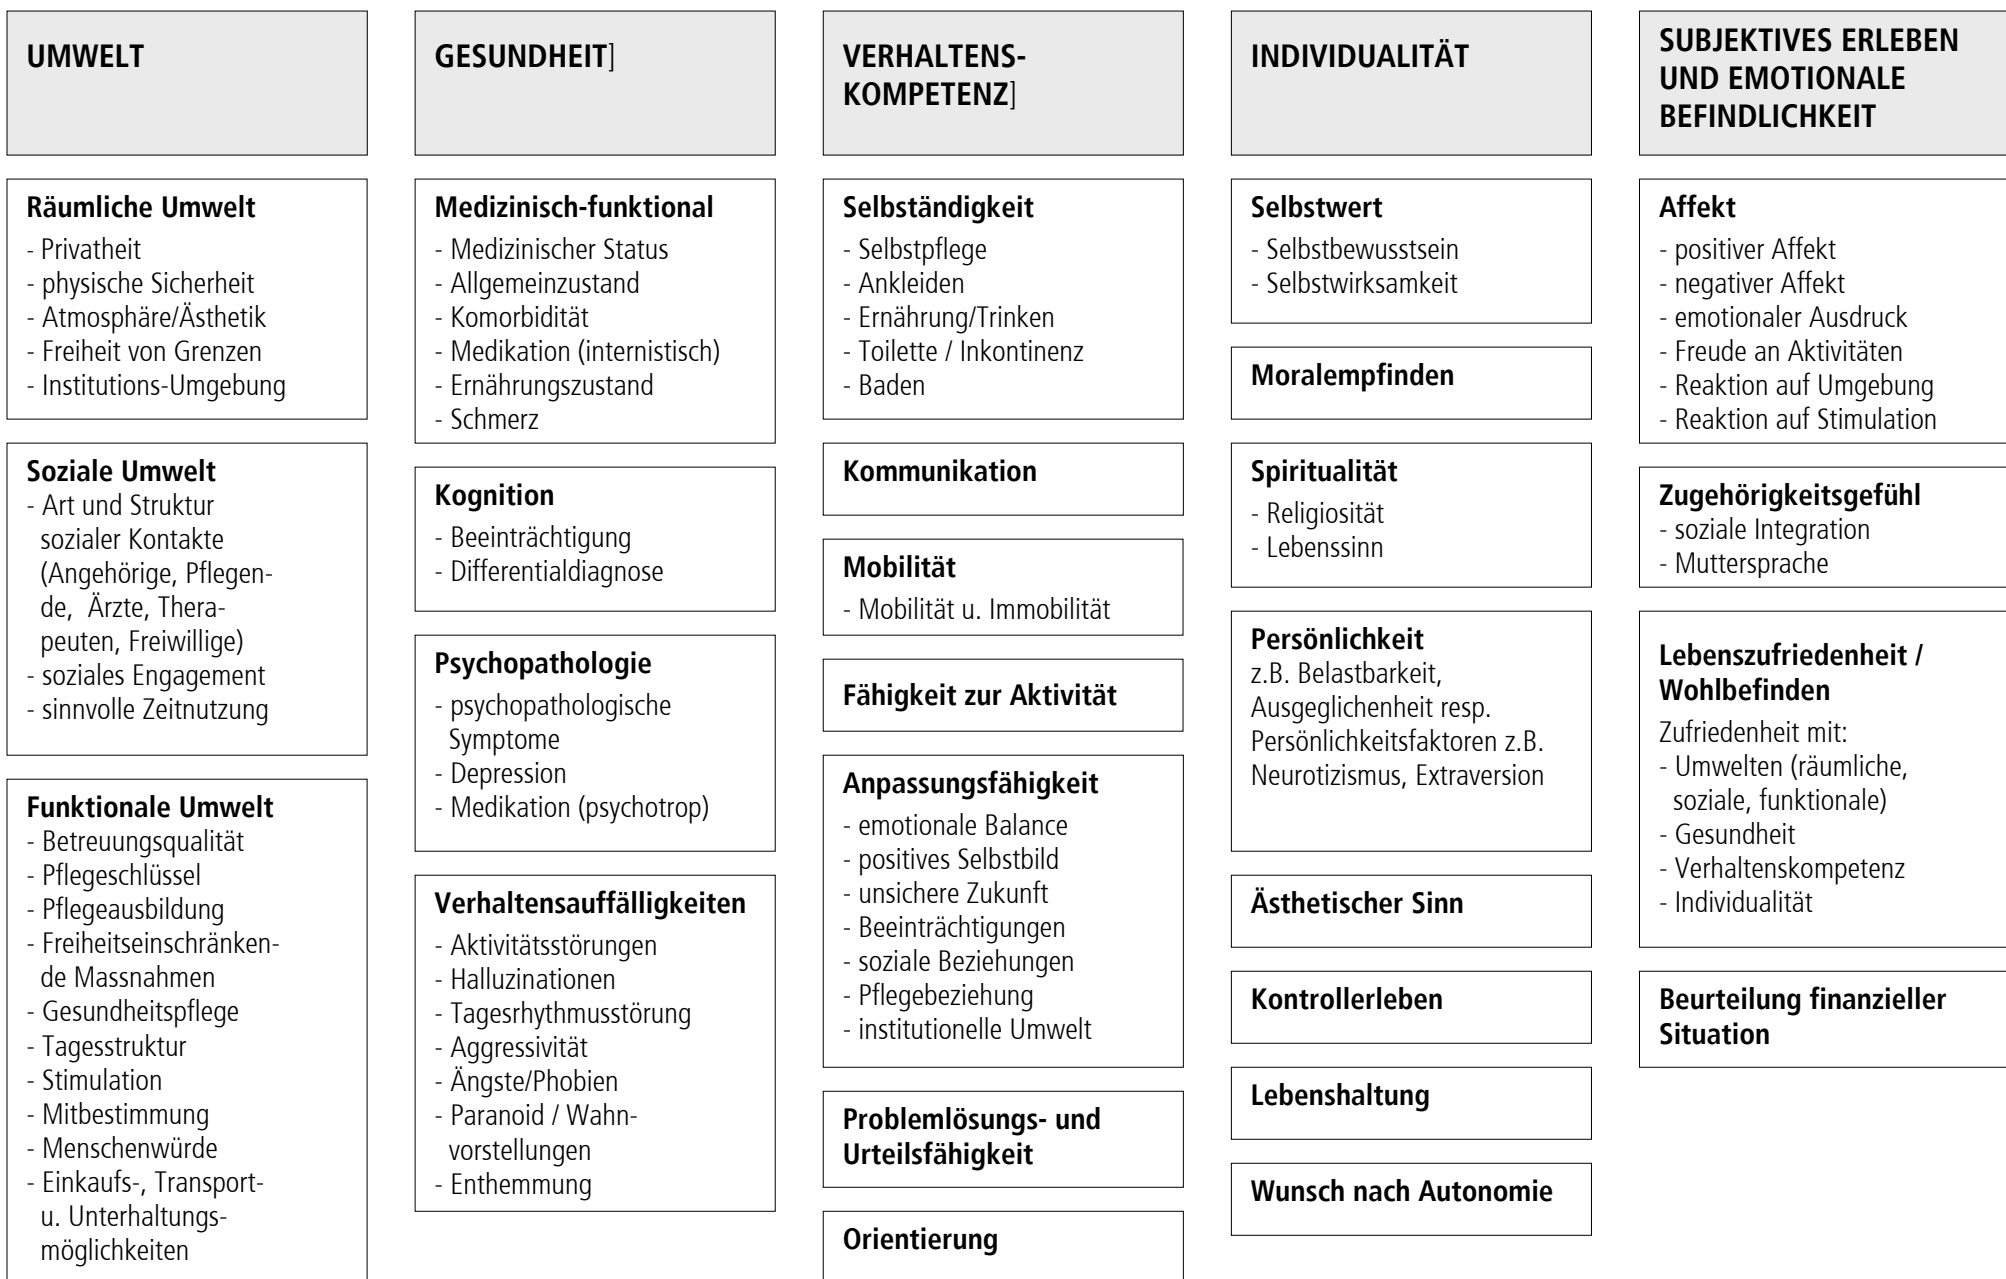 UMWELT
Räumliche Umwelt
- Privatheit
- physische Sicherheit
- Atmosphäre/Ästhetik
- Freiheit von Grenzen
- Institutions-Umgebung
Soziale Umwelt
- Art und Struktur
sozialer Kontakte
(Angehörige, Pflegen-
de,  Ärzte, Thera-
peuten, Freiwillige)
- soziales Engagement
- sinnvolle Zeitnutzung
Funktionale Umwelt
- Betreuungsqualität
- Pflegeschlüssel
- Pflegeausbildung
- Freiheitseinschränken-
de Massnahmen
- Gesundheitspflege
- Tagesstruktur
- Stimulation
- Mitbestimmung
- Menschenwürde
- Einkaufs-, Transport-
u. Unterhaltungs-
möglichkeiten
GESUNDHEIT]
Medizinisch-funktional
- Medizinischer Status
- Allgemeinzustand
- Komorbidität
- Medikation (internistisch)
- Ernährungszustand
- Schmerz
Kognition
- Beeinträchtigung
- Differentialdiagnose
Psychopathologie
- psychopathologische
Symptome
- Depression
- Medikation (psychotrop)
Verhaltensauffälligkeiten
- Aktivitätsstörungen
- Halluzinationen
- Tagesrhythmusstörung
- Aggressivität
- Ängste/Phobien
- Paranoid / Wahn-
vorstellungen
- Enthemmung
VERHALTENS-
KOMPETENZ]
Selbständigkeit
- Selbstpflege
- Ankleiden
- Ernährung/Trinken
- Toilette / Inkontinenz
- Baden
Kommunikation
Mobilität
- Mobilität u. Immobilität
Fähigkeit zur Aktivität
Anpassungsfähigkeit
- emotionale Balance
- positives Selbstbild
- unsichere Zukunft
- Beeinträchtigungen
- soziale Beziehungen
- Pflegebeziehung
- institutionelle Umwelt
Problemlösungs- und
Urteilsfähigkeit
Orientierung
INDIVIDUALITÄT
Selbstwert
- Selbstbewusstsein
- Selbstwirksamkeit
Moralempfinden
Spiritualität
- Religiosität
- Lebenssinn
Persönlichkeit
z.B. Belastbarkeit,
Ausgeglichenheit resp.
Persönlichkeitsfaktoren z.B.
Neurotizismus, Extraversion
Ästhetischer Sinn
Kontrollerleben
Lebenshaltung
Wunsch nach Autonomie
SUBJEKTIVES ERLEBEN
UND EMOTIONALE
BEFINDLICHKEIT
Affekt
- positiver Affekt
- negativer Affekt
- emotionaler Ausdruck
- Freude an Aktivitäten
- Reaktion auf Umgebung
- Reaktion auf Stimulation
Zugehörigkeitsgefühl
- soziale Integration
- Muttersprache
Lebenszufriedenheit /
Wohlbefinden
Zufriedenheit mit:
- Umwelten (räumliche,
soziale, funktionale)
- Gesundheit
- Verhaltenskompetenz
- Individualität
Beurteilung finanzieller
Situation